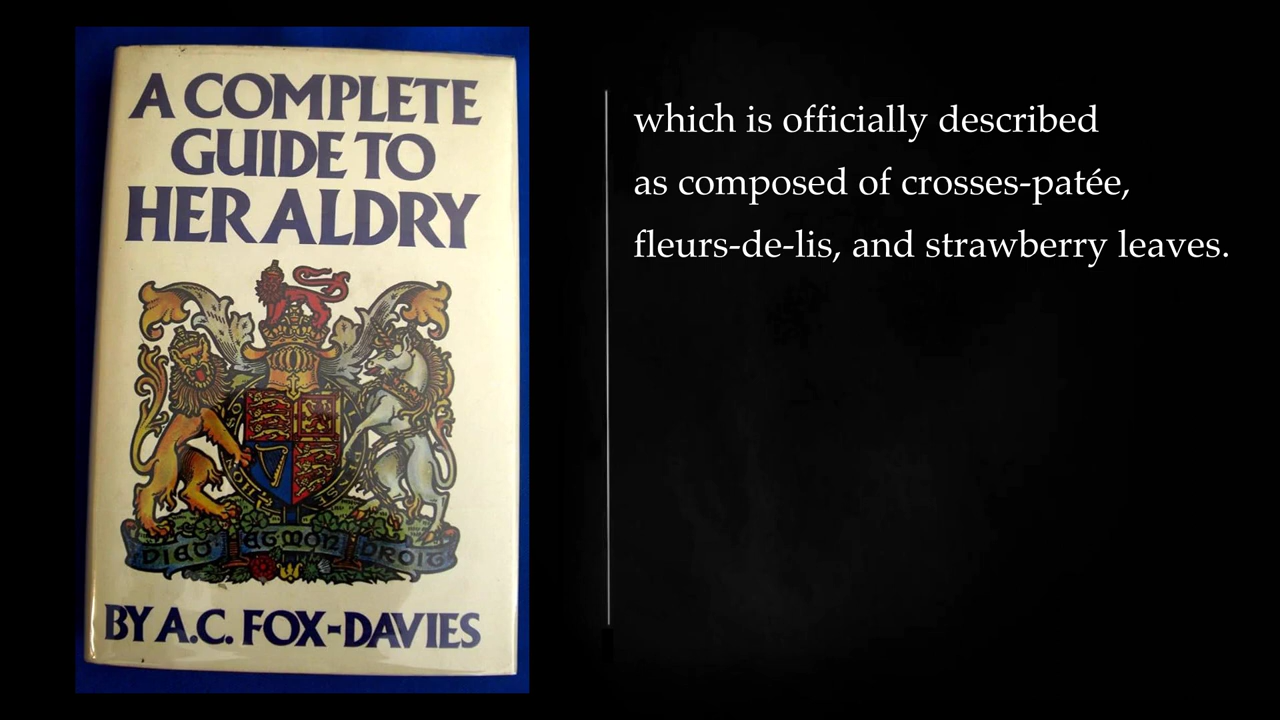 A COMPLETE
GUIDE TO
HERALDRY
DIEU ET MON DROIT
BY A.C. FOX-DAVIES
which is officially described
as composed of crosses-patée,
fleurs-de-lis, and strawberry leaves.